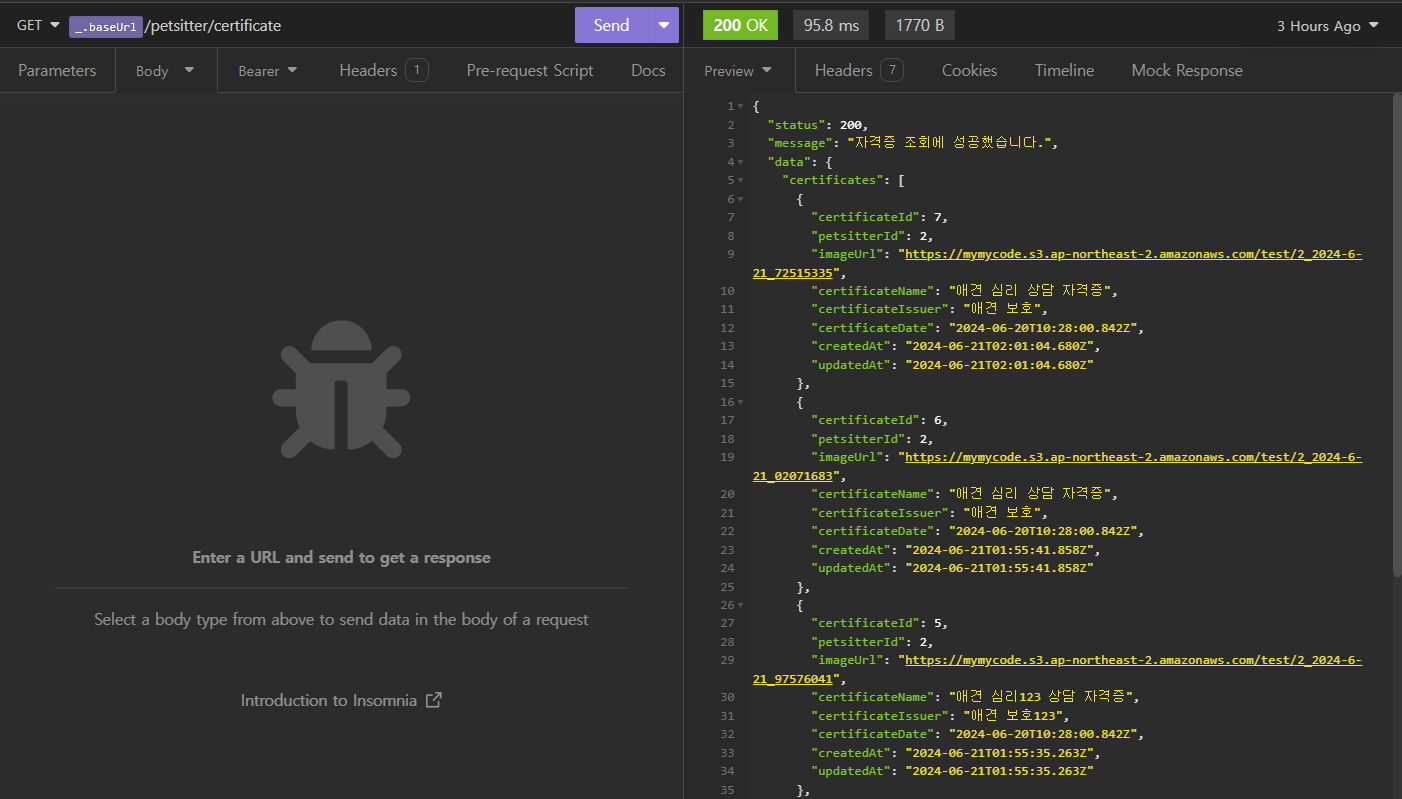 GET _.baseUrl /petsitter/certificate Send
200 OK 95.8 ms 1770 B 3 Hours Ago
Parameters Body Bearer Headers 1 Pre-request Script Docs
Preview Headers 7 Cookies Timeline Mock Response
Enter a URL and send to get a response
Select a body type from above to send data in the body of a request
Introduction to Insomnia
1 {
2 "status": 200,
3 "message": "자격증 조회에 성공했습니다.",
4 "data": {
5 "certificates": [
6 {
7 "certificateId": 7,
8 "petsitterId": 2,
9 "imageUrl": "https://mymycode.s3.ap-northeast-2.amazonaws.com/test/2_2024-6-
21_72515335",
10 "certificateName": "애견 심리 상담 자격증",
11 "certificateIssuer": "애견 보호",
12 "certificateDate": "2024-06-20T10:28:00.842Z",
13 "createdAt": "2024-06-21T02:01:04.680Z",
14 "updatedAt": "2024-06-21T02:01:04.680Z"
15 },
16 {
17 "certificateId": 6,
18 "petsitterId": 2,
19 "imageUrl": "https://mymycode.s3.ap-northeast-2.amazonaws.com/test/2_2024-6-
21_02071683",
20 "certificateName": "애견 심리 상담 자격증",
21 "certificateIssuer": "애견 보호",
22 "certificateDate": "2024-06-20T10:28:00.842Z",
23 "createdAt": "2024-06-21T01:55:41.858Z",
24 "updatedAt": "2024-06-21T01:55:41.858Z"
25 },
26 {
27 "certificateId": 5,
28 "petsitterId": 2,
29 "imageUrl": "https://mymycode.s3.ap-northeast-2.amazonaws.com/test/2_2024-6-
21_97576041",
30 "certificateName": "애견 심리123 상담 자격증",
31 "certificateIssuer": "애견 보호123",
32 "certificateDate": "2024-06-20T10:28:00.842Z",
33 "createdAt": "2024-06-21T01:55:35.263Z",
34 "updatedAt": "2024-06-21T01:55:35.263Z"
35 },